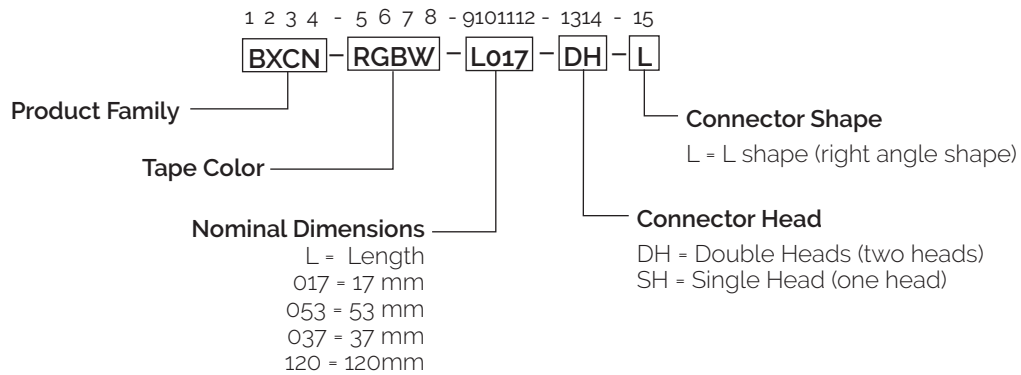 1 2 3 4 - 5 6 7 8 - 9101112 - 1314 - 15
BXCN - RGBW - L017 - DH - L
Product Family
Connector Shape
L = L shape (right angle shape)
Tape Color
Nominal Dimensions
L = Length
017 = 17 mm
053 = 53 mm
037 = 37 mm
120 = 120mm
Connector Head
DH = Double Heads (two heads)
SH = Single Head (one head)